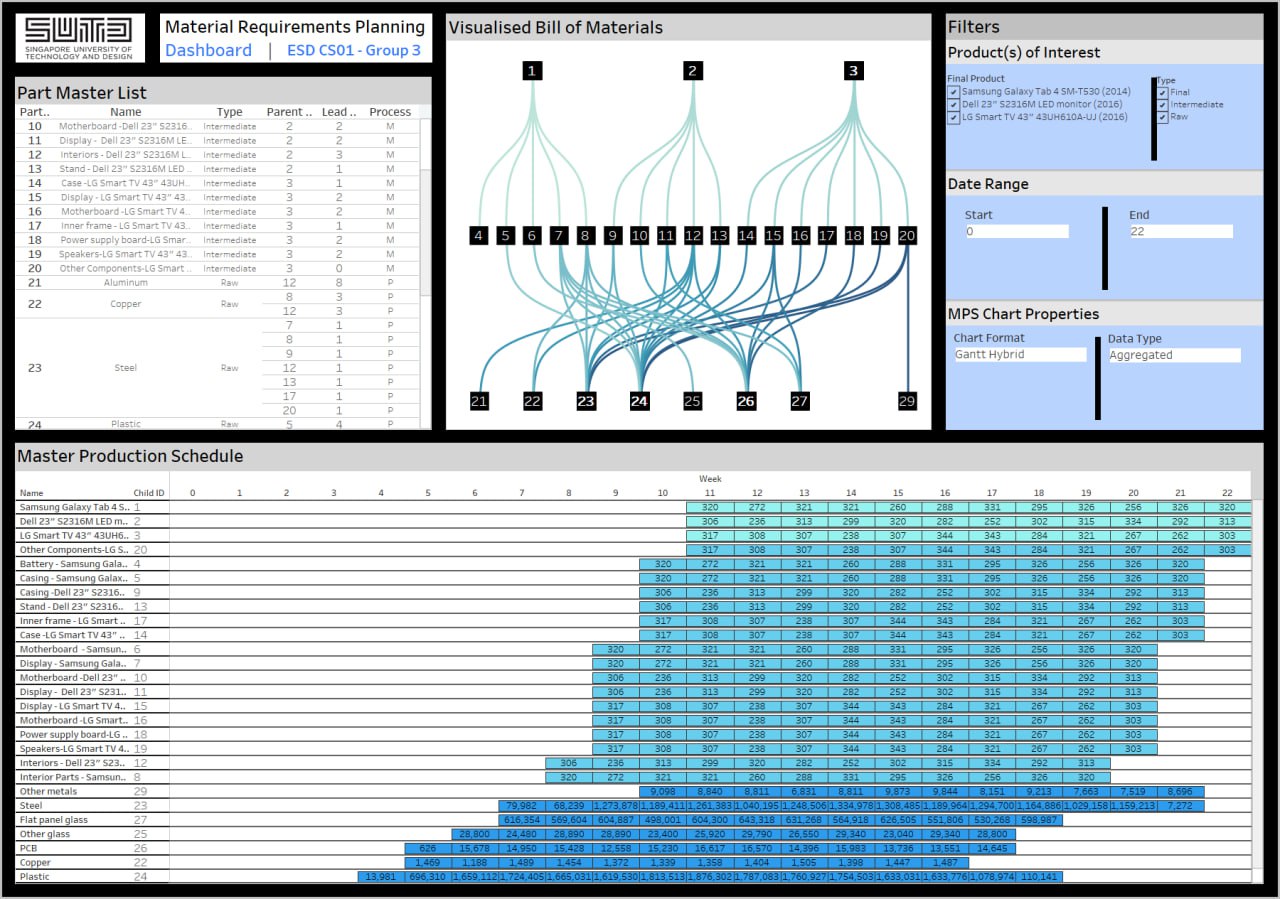 SUTD
SINGAPORE UNIVERSITY OF
TECHNOLOGY AND DESIGN
Material Requirements Planning
Dashboard | ESD CS01 - Group 3
Part Master List
Part.. Name Type Parent .. Lead .. Process
10 Motherboard -Dell 23" S2316.. Intermediate 2 2 M
11 Display - Dell 23" S2316M LE.. Intermediate 2 2 M
12 Interiors - Dell 23" S2316M L.. Intermediate 2 3 M
13 Stand - Dell 23" S2316M LED .. Intermediate 2 1 M
14 Case -LG Smart TV 43" 43UH.. Intermediate 3 1 M
15 Display - LG Smart TV 43" 43.. Intermediate 3 2 M
16 Motherboard -LG Smart TV 4.. Intermediate 3 2 M
17 Inner frame - LG Smart TV 43.. Intermediate 3 1 M
18 Power supply board-LG Smar.. Intermediate 3 2 M
19 Speakers-LG Smart TV 43" 43.. Intermediate 3 2 M
20 Other Components-LG Smart .. Intermediate 3 0 M
21 Aluminum Raw 12 8 P
22 Copper Raw 8 3 P
12 3 P
23 Steel Raw 7 1 P
8 1 P
9 1 P
12 1 P
13 1 P
17 1 P
20 1 P
24 Plastic Raw 5 4 P
Visualised Bill of Materials
1 2 3
4 5 6 7 8 9 10 11 12 13 14 15 16 17 18 19 20
21 22 23 24 25 26 27 29
Filters
Product(s) of Interest
Final Product
Samsung Galaxy Tab 4 SM-T530 (2014)
Dell 23" S2316M LED monitor (2016)
LG Smart TV 43" 43UH610A-UJ (2016)
Type
Final
Intermediate
Raw
Date Range
Start End
0 22
MPS Chart Properties
Chart Format Data Type
Gantt Hybrid Aggregated
Master Production Schedule
Week
Name Child ID 0 1 2 3 4 5 6 7 8 9 10 11 12 13 14 15 16 17 18 19 20 21 22
Samsung Galaxy Tab 4 S.. 1 320 272 321 321 260 288 331 295 326 256 326 320
Dell 23" S2316M LED m.. 2 306 236 313 299 320 282 252 302 315 334 292 313
LG Smart TV 43" 43UH6.. 3 317 308 307 238 307 344 343 284 321 267 262 303
Other Components-LG S.. 20 317 308 307 238 307 344 343 284 321 267 262 303
Battery - Samsung Gala.. 4 320 272 321 321 260 288 331 295 326 256 326 320
Casing - Samsung Galax.. 5 320 272 321 321 260 288 331 295 326 256 326 320
Casing -Dell 23" S2316.. 9 306 236 313 299 320 282 252 302 315 334 292 313
Stand - Dell 23" S2316.. 13 306 236 313 299 320 282 252 302 315 334 292 313
Inner frame - LG Smart .. 17 317 308 307 238 307 344 343 284 321 267 262 303
Case -LG Smart TV 43" .. 14 317 308 307 238 307 344 343 284 321 267 262 303
Motherboard - Samsun.. 6 320 272 321 321 260 288 331 295 326 256 326 320
Display - Samsung Gala.. 7 320 272 321 321 260 288 331 295 326 256 326 320
Motherboard -Dell 23" .. 10 306 236 313 299 320 282 252 302 315 334 292 313
Display - Dell 23" S231.. 11 306 236 313 299 320 282 252 302 315 334 292 313
Display - LG Smart TV 4.. 15 317 308 307 238 307 344 343 284 321 267 262 303
Motherboard -LG Smart.. 16 317 308 307 238 307 344 343 284 321 267 262 303
Power supply board-LG .. 18 317 308 307 238 307 344 343 284 321 267 262 303
Speakers-LG Smart TV 4.. 19 317 308 307 238 307 344 343 284 321 267 262 303
Interiors - Dell 23" S23.. 12 306 236 313 299 320 282 252 302 315 334 292 313
Interior Parts - Samsun.. 8 320 272 321 321 260 288 331 295 326 256 326 320
Other metals 29 9,098 8,840 8,811 6,831 8,811 9,873 9,844 8,151 9,213 7,663 7,519 8,696
Steel 23 79,982 68,239 1,273,878 1,189,411 1,261,383 1,040,195 1,248,506 1,334,978 1,308,485 1,189,964 1,294,700 1,164,886 1,029,158 1,159,213 7,272
Flat panel glass 27 616,354 569,604 604,887 498,001 604,300 643,318 631,268 564,918 626,505 551,806 530,268 598,987
Other glass 25 28,800 24,480 28,890 28,890 23,400 25,920 29,790 26,550 29,340 23,040 29,340 28,800
PCB 26 626 15,678 14,950 15,428 12,558 15,230 16,617 16,570 14,396 15,983 13,736 13,551 14,645
Copper 22 1,469 1,188 1,489 1,454 1,372 1,339 1,358 1,404 1,505 1,398 1,447 1,487
Plastic 24 13,981 696,310 1,659,112 1,724,405 1,665,031 1,619,530 1,813,513 1,876,302 1,787,083 1,760,927 1,754,503 1,633,031 1,633,776 1,078,974 110,141